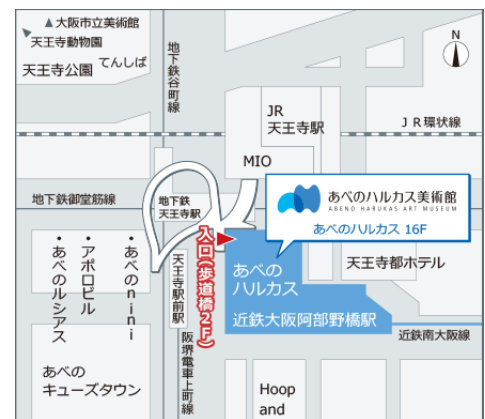 ▲大阪市立美術館
天王寺動物園
天王寺公園 てんしば
地下鉄谷町線
N
JR
天王寺駅
JR環状線
MIO
地下鉄御堂筋線
地下鉄
天王寺駅
あべのハルカス美術館
ABENO HARUKAS ART MUSEUM
あべのハルカス 16F
入口(歩道橋2F)
・あべのnini
・アポロビル
・あべのルシアス
天王寺駅前駅
あべの
ハルカス
天王寺都ホテル
近鉄大阪阿部野橋駅
近鉄南大阪線
阪堺電車上町線
あべの
キューズタウン
Hoop
and